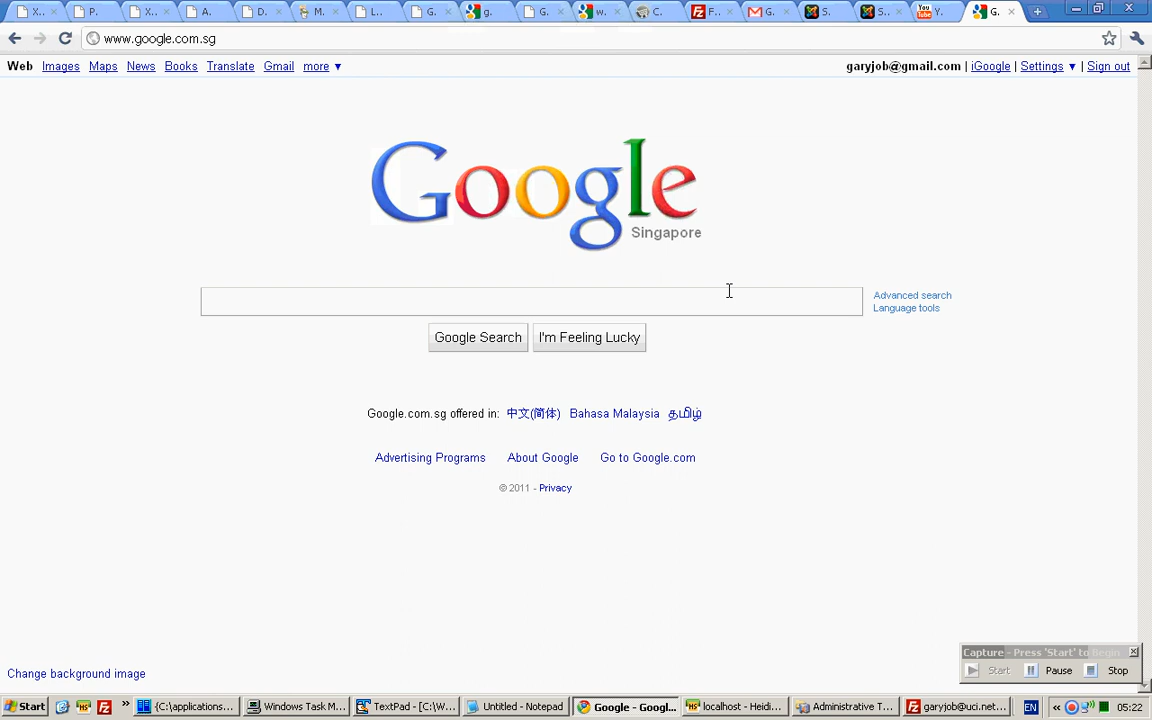 X.. P. X.. A. D. M. L.. G. g. G. w. C. F.. G. S. S.. You Tube Y. G.
www.google.com.sg
Web Images Maps News Books Translate Gmail more ▼ garyjob@gmail.com | iGoogle | Settings ▼ | Sign out
Google
Singapore
Advanced search
Language tools
Google Search I'm Feeling Lucky
Google.com.sg offered in: 中文(简体) Bahasa Malaysia தமிழ்
Advertising Programs About Google Go to Google.com
© 2011 - Privacy
Capture - Press 'Start' to Begin
Start Pause Stop
Change background image
Start {C:\applications... Windows Task M... TextPad - [C:\W... Untitled - Notepad Google - Googl... localhost - Heidi... Administrative T... garyjob@uci.net... EN 05:22